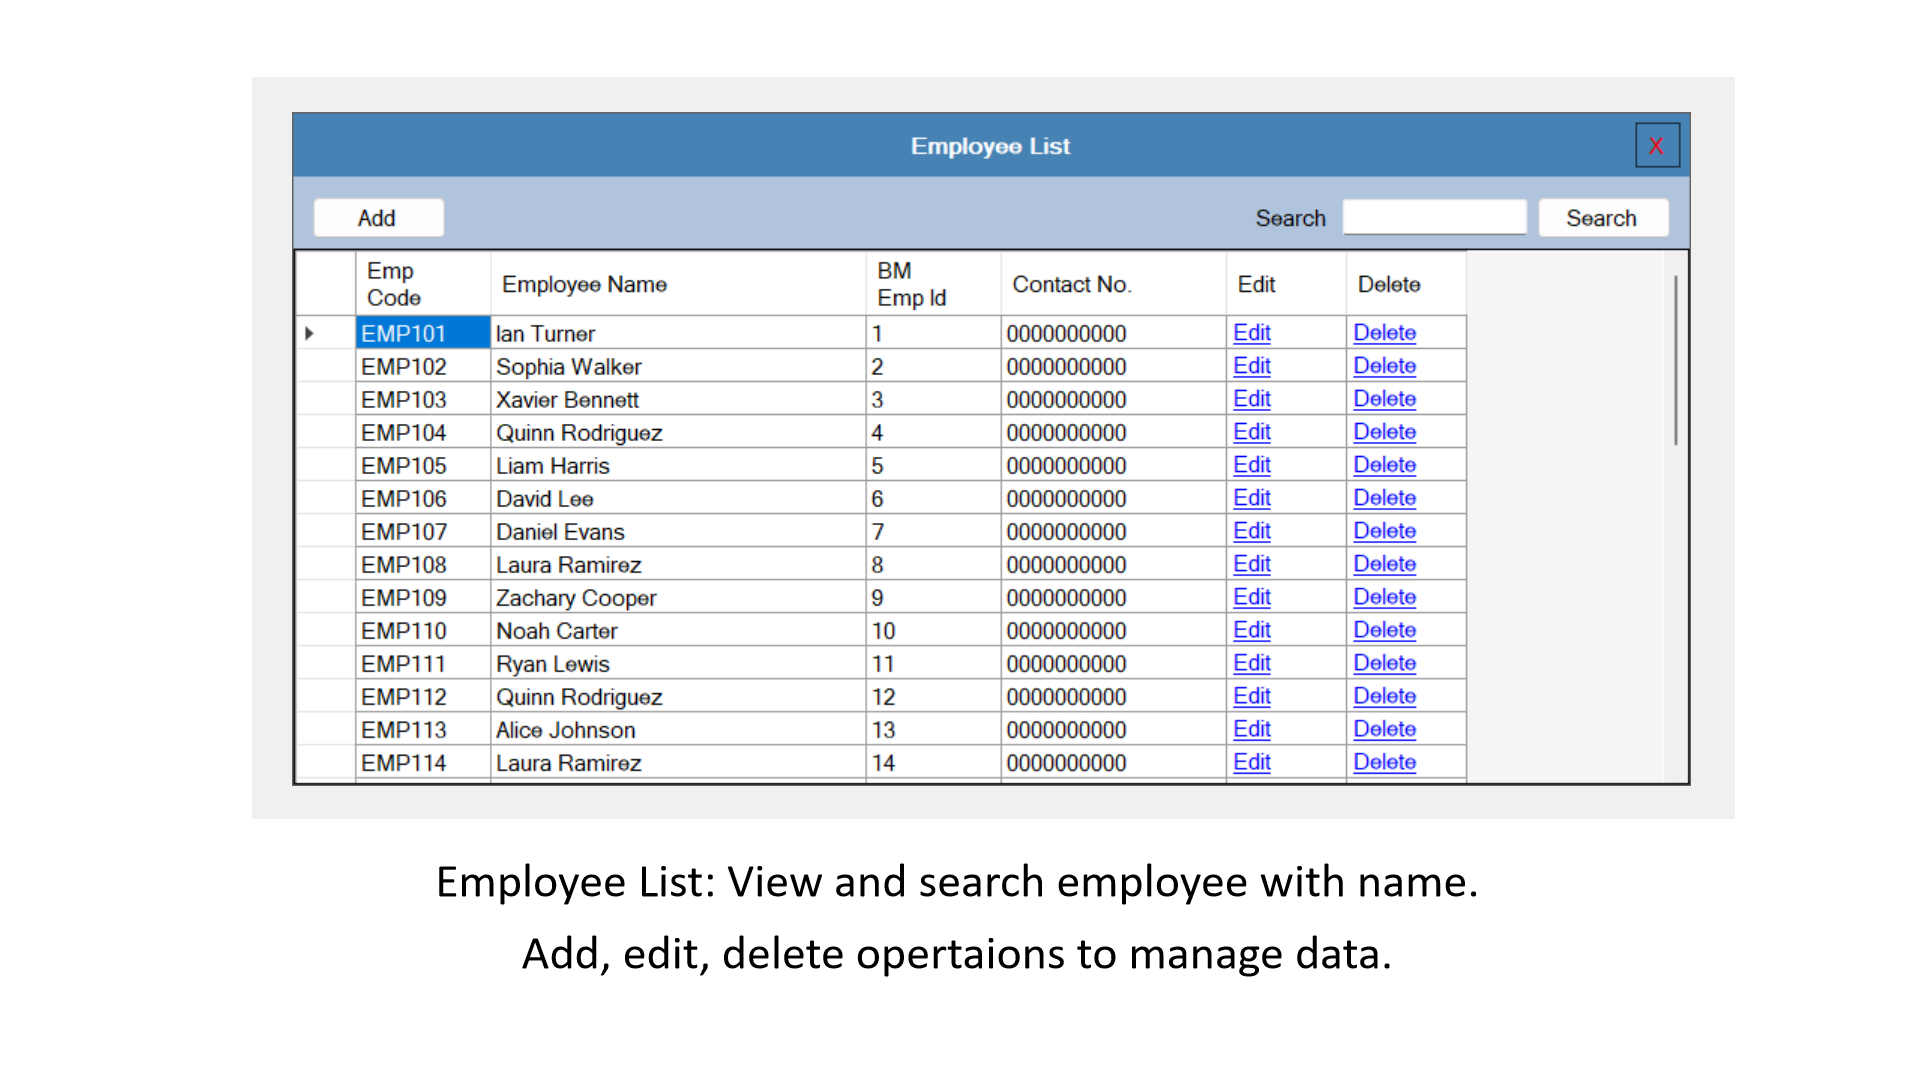 Employee List
X
Add
Search
Search
Emp Code Employee Name BM Emp Id Contact No. Edit Delete
EMP101 Ian Turner 1 0000000000 Edit Delete
EMP102 Sophia Walker 2 0000000000 Edit Delete
EMP103 Xavier Bennett 3 0000000000 Edit Delete
EMP104 Quinn Rodriguez 4 0000000000 Edit Delete
EMP105 Liam Harris 5 0000000000 Edit Delete
EMP106 David Lee 6 0000000000 Edit Delete
EMP107 Daniel Evans 7 0000000000 Edit Delete
EMP108 Laura Ramirez 8 0000000000 Edit Delete
EMP109 Zachary Cooper 9 0000000000 Edit Delete
EMP110 Noah Carter 10 0000000000 Edit Delete
EMP111 Ryan Lewis 11 0000000000 Edit Delete
EMP112 Quinn Rodriguez 12 0000000000 Edit Delete
EMP113 Alice Johnson 13 0000000000 Edit Delete
EMP114 Laura Ramirez 14 0000000000 Edit Delete
Employee List: View and search employee with name.
Add, edit, delete opertaions to manage data.